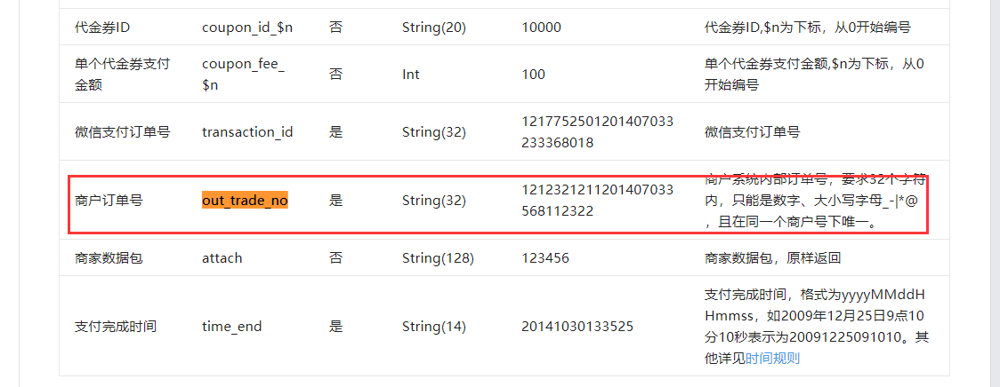 代金券ID coupon_id_$n 否 String(20) 10000 代金券ID,$n为下标，从0开始编号
单个代金券支付 coupon_fee_ 否 Int 100 单个代金券支付金额,$n为下标，从0
金额 $n 开始编号
微信支付订单号 transaction_id 是 String(32) 1217752501201407033 微信支付订单号
233368018
商户订单号 out_trade_no 是 String(32) 1212321211201407033 商户系统内部订单号，要求32个字符
568112322 内，只能是数字、大小写字母_-|*@
，且在同一个商户号下唯一。
商家数据包 attach 否 String(128) 123456 商家数据包，原样返回
支付完成时间 time_end 是 String(14) 20141030133525 支付完成时间，格式为yyyyMMddH
Hmmss，如2009年12月25日9点10
分10秒表示为20091225091010。其
他详见时间规则